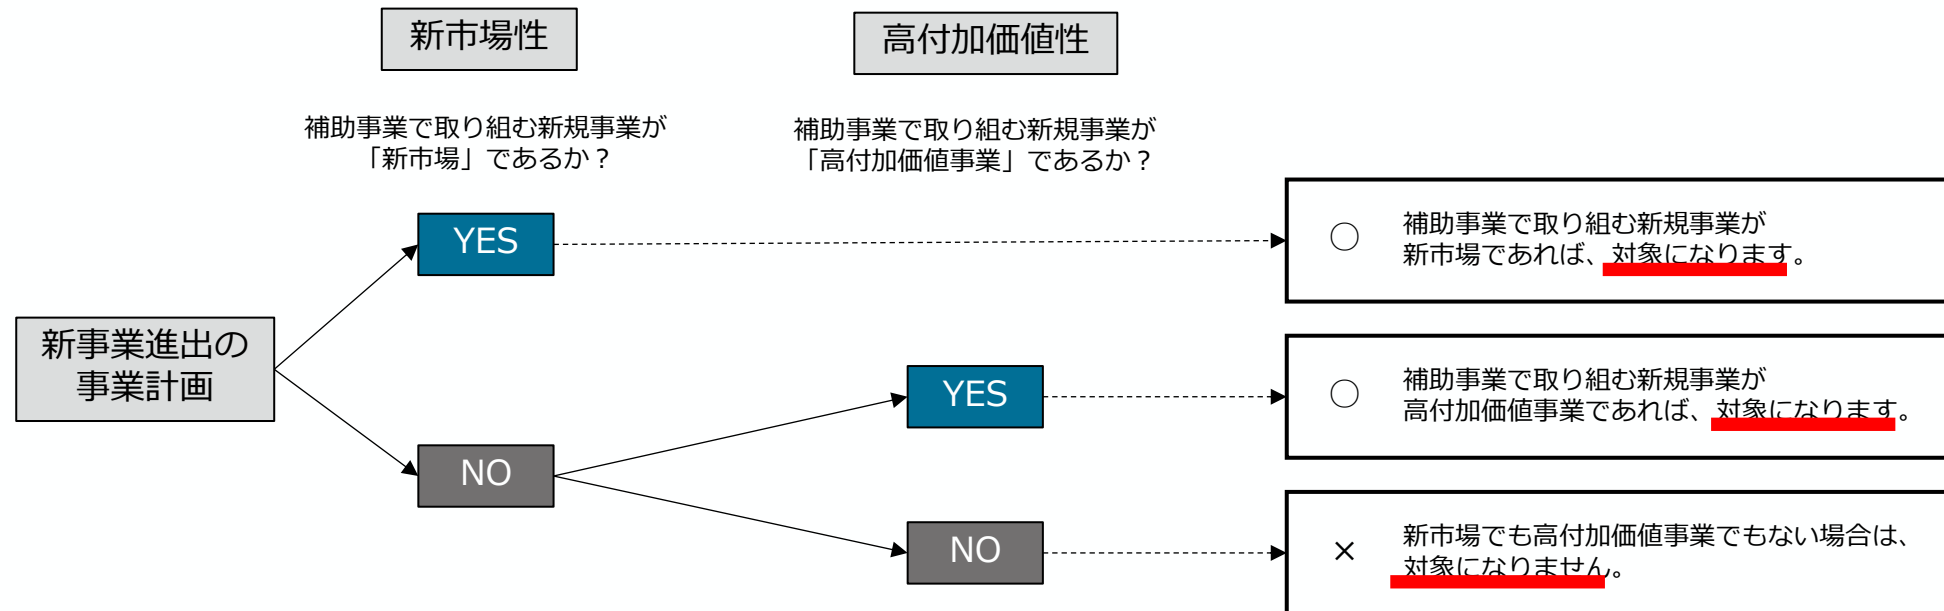 新市場性
高付加価値性
補助事業で取り組む新規事業が
「新市場」であるか？
補助事業で取り組む新規事業が
「高付加価値事業」であるか？
YES
○
補助事業で取り組む新規事業が
新市場であれば、対象になります。
新事業進出の
事業計画
YES
○
補助事業で取り組む新規事業が
高付加価値事業であれば、対象になります。
NO
NO
×
新市場でも高付加価値事業でもない場合は、
対象になりません。